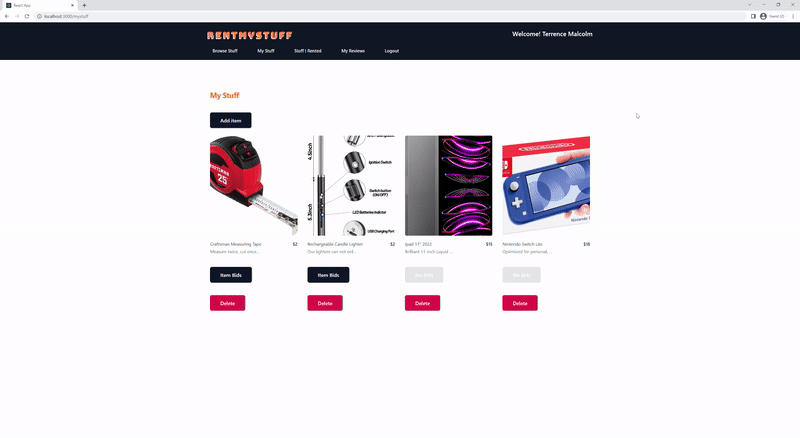 React App
localhost:3000/mystuff
Guest (2)
RENTMYSTUFF
Welcome! Terrence Malcolm
Browse Stuff My Stuff Stuff I Rented My Reviews Logout
My Stuff
Add item
CRAFTSMAN
25
4.5inch
Ignition Switch
Switch button
(ON/OFF)
5.3inch
LED Batteries Indictor
USB Charging Port
Craftsman Measuring Tape $2
Measure twice, cut once...
Rechargeable Candle Lighter $2
Our lighters can not onl...
Ipad 11" 2022 $15
Brilliant 11-inch Liquid ...
Nintendo Switch Lite $18
Optimized for personal, ...
Item Bids Item Bids No Bids No Bids
Delete Delete Delete Delete